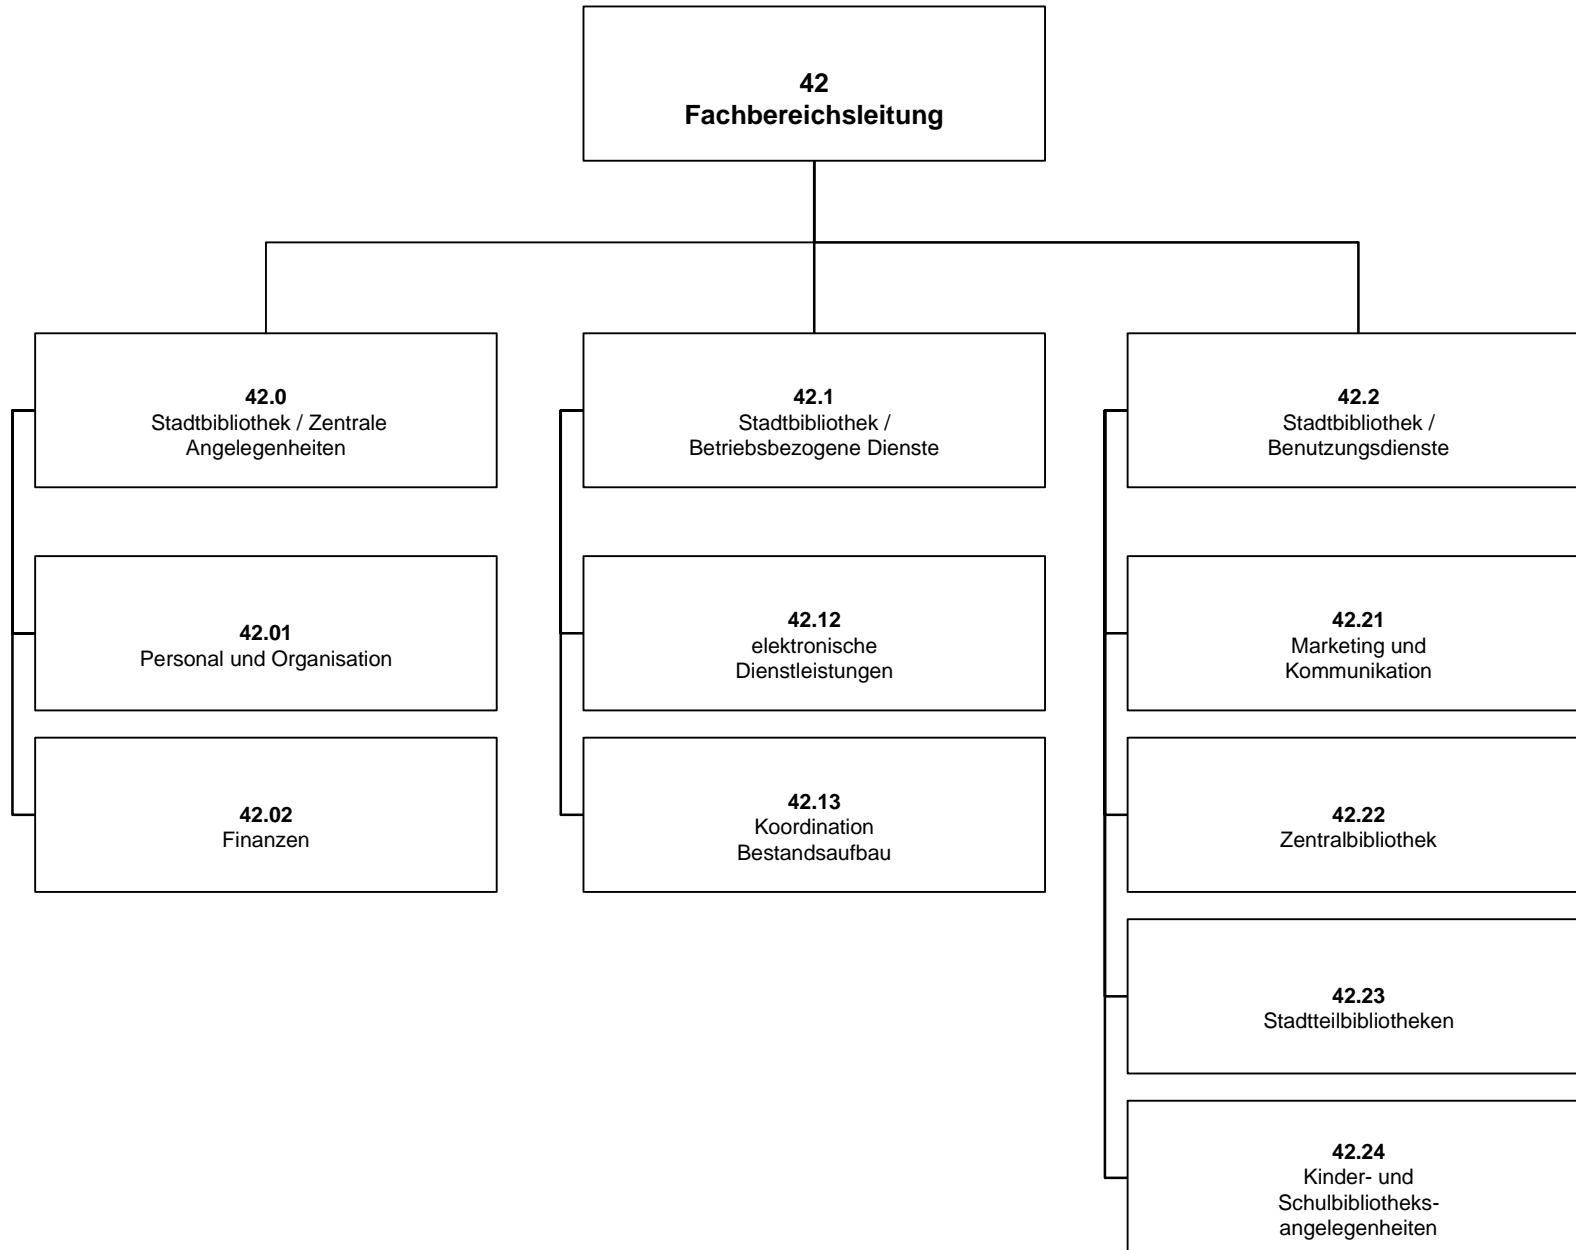 42
Fachbereichsleitung
42.0
Stadtbibliothek / Zentrale
Angelegenheiten
42.01
Personal und Organisation
42.02
Finanzen
42.1
Stadtbibliothek /
Betriebsbezogene Dienste
42.12
elektronische
Dienstleistungen
42.13
Koordination
Bestandsaufbau
42.2
Stadtbibliothek /
Benutzungsdienste
42.21
Marketing und
Kommunikation
42.22
Zentralbibliothek
42.23
Stadtteilbibliotheken
42.24
Kinder- und
Schulbibliotheks-
angelegenheiten